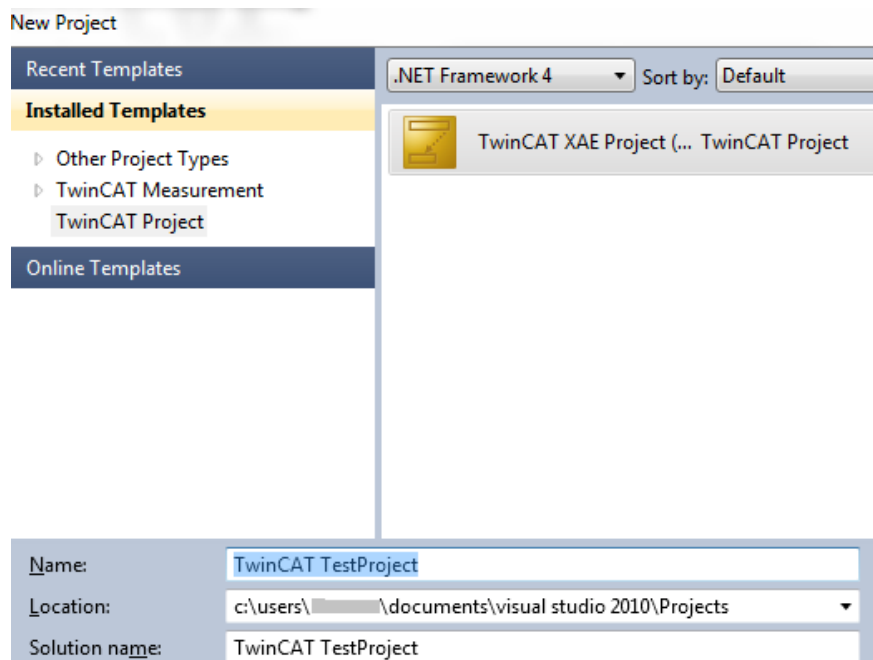 New Project
Recent Templates
Installed Templates
Other Project Types
TwinCAT Measurement
TwinCAT Project
Online Templates
.NET Framework 4 Sort by: Default
TwinCAT XAE Project (... TwinCAT Project
Name: TwinCAT TestProject
Location: c:\users\ \documents\visual studio 2010\Projects
Solution name: TwinCAT TestProject